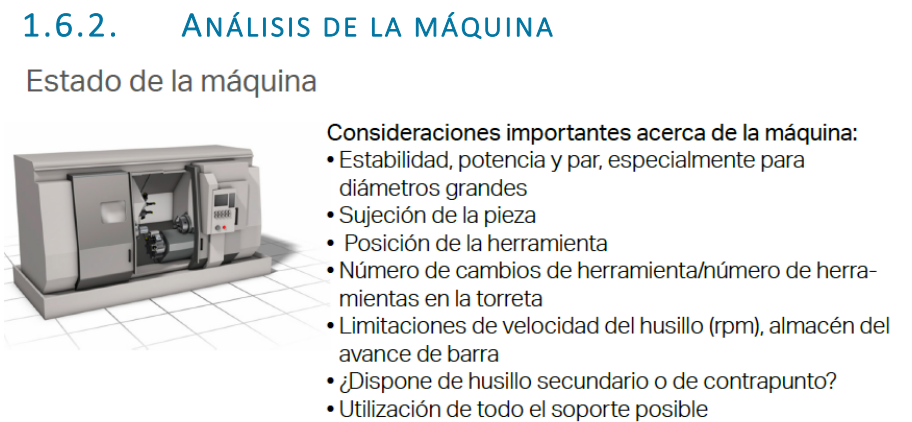 1.6.2. ANÁLISIS DE LA MÁQUINA
Estado de la máquina
Consideraciones importantes acerca de la máquina:
• Estabilidad, potencia y par, especialmente para
diámetros grandes
• Sujeción de la pieza
• Posición de la herramienta
• Número de cambios de herramienta/número de herra-
mientas en la torreta
• Limitaciones de velocidad del husillo (rpm), almacén del
avance de barra
• ¿Dispone de husillo secundario o de contrapunto?
• Utilización de todo el soporte posible